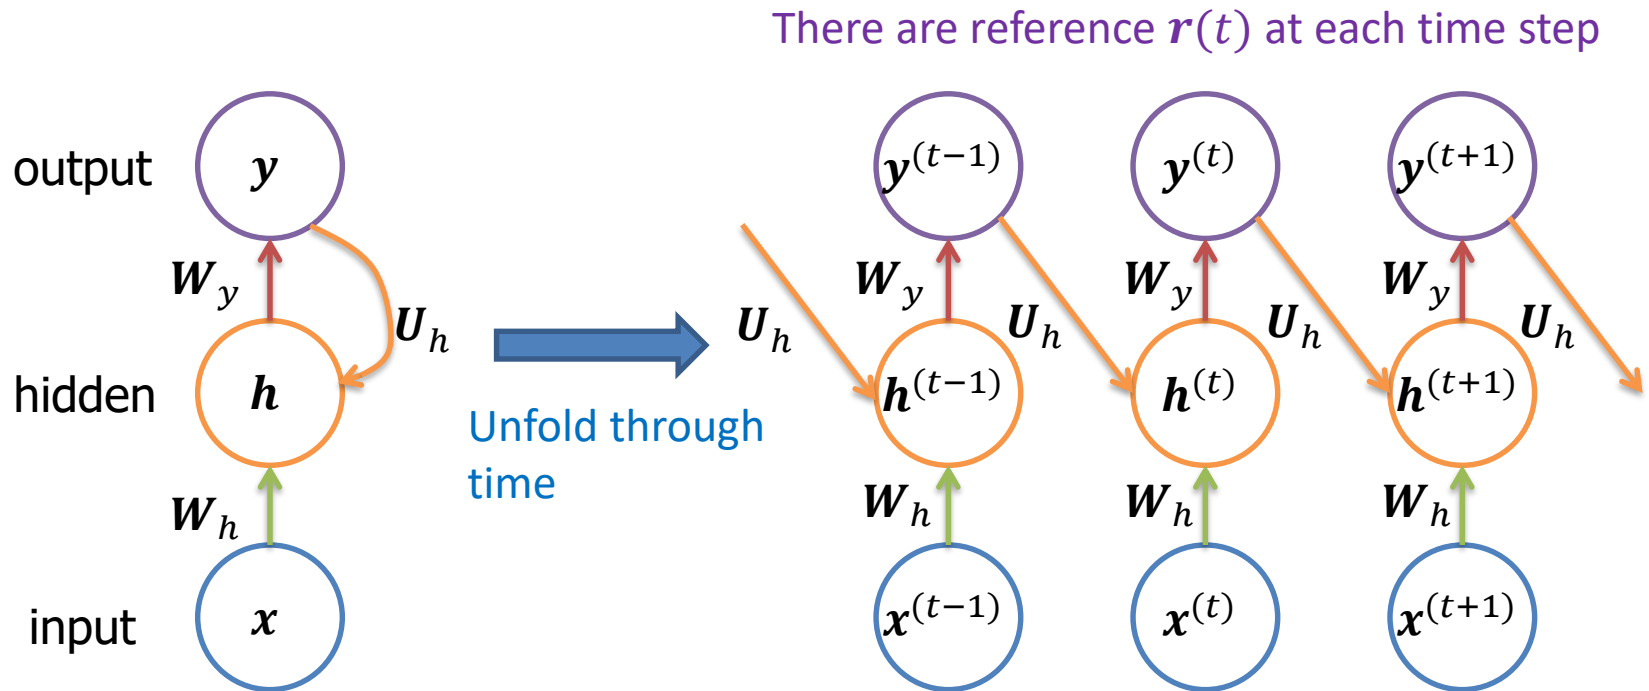 There are reference r(t) at each time step
output
y
y^(t−1)
y^(t)
y^(t+1)
W_y
U_h
W_y
U_h
W_y
U_h
W_y
U_h
U_h
hidden
h
h^(t−1)
h^(t)
h^(t+1)
Unfold through
time
W_h
W_h
W_h
W_h
input
x
x^(t−1)
x^(t)
x^(t+1)